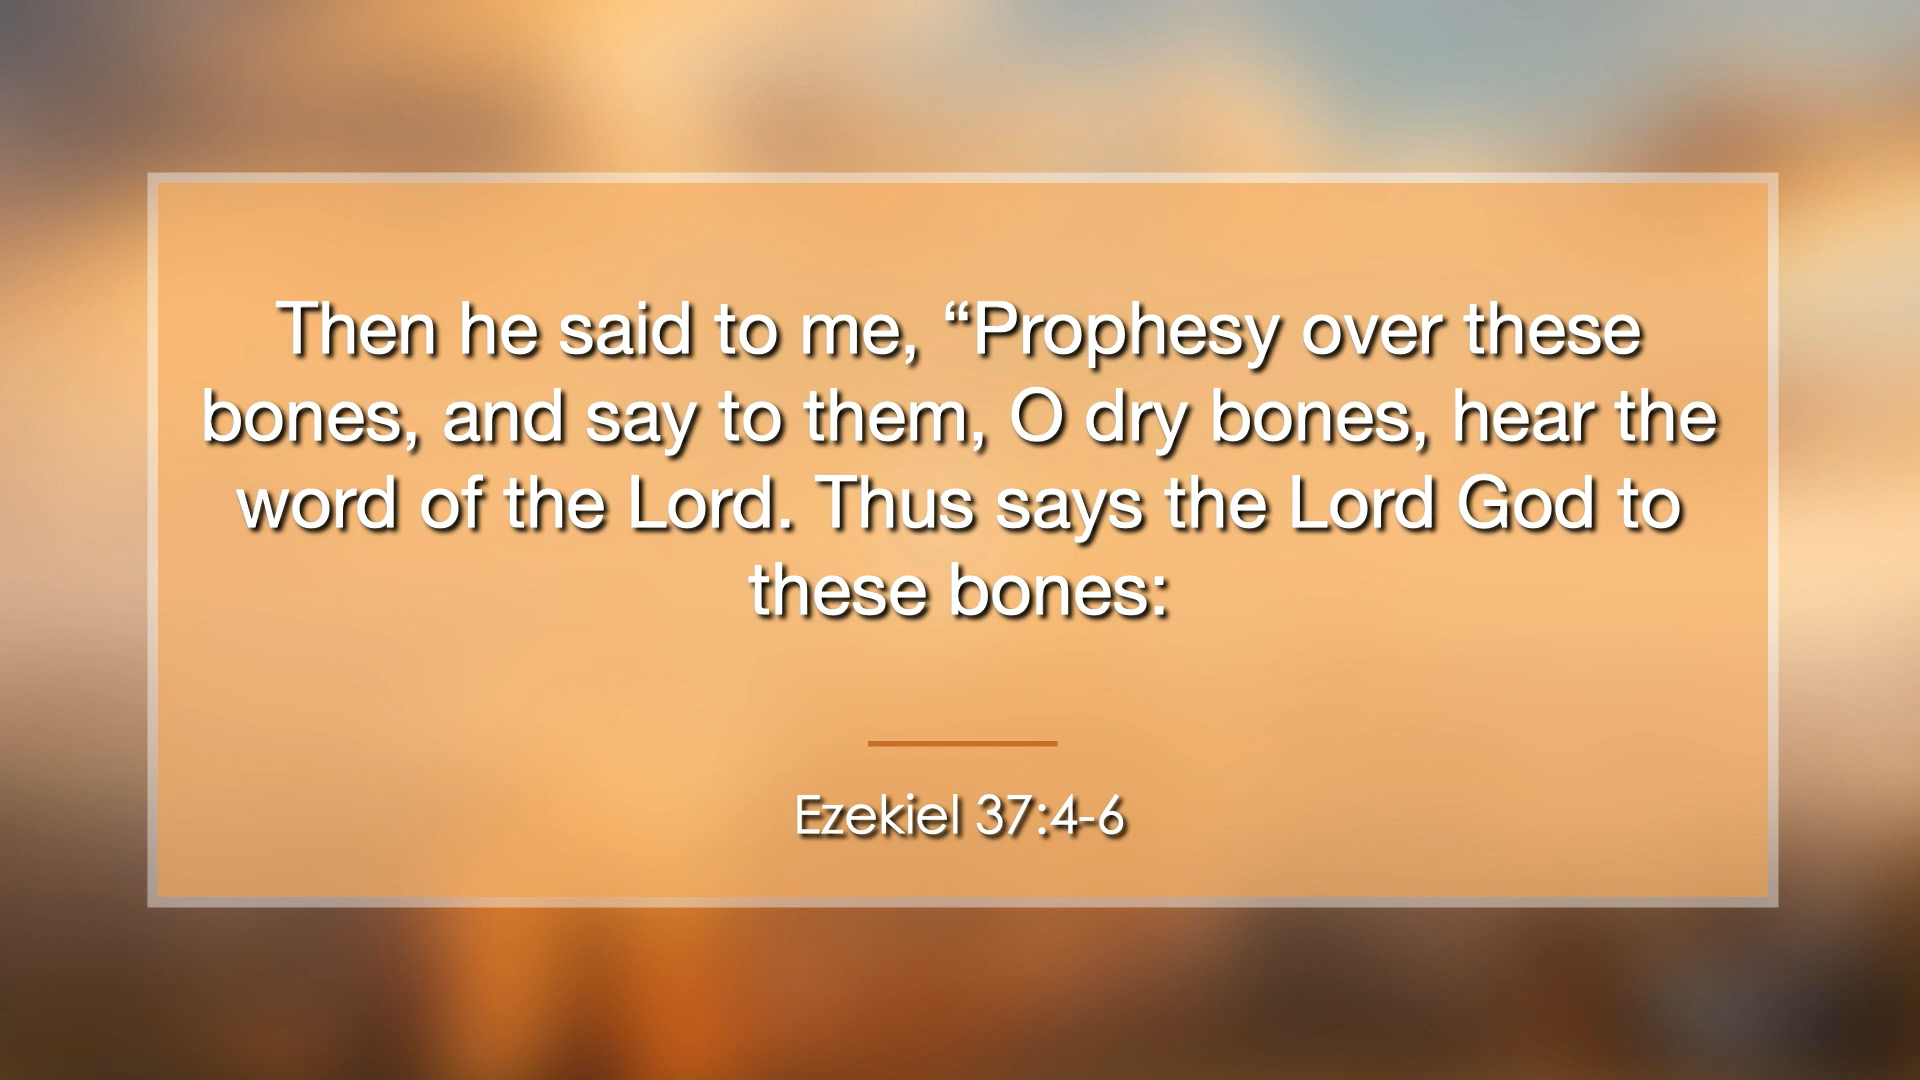 Then he said to me, “Prophesy over these
bones, and say to them, O dry bones, hear the
word of the Lord. Thus says the Lord God to
these bones:
Ezekiel 37:4-6